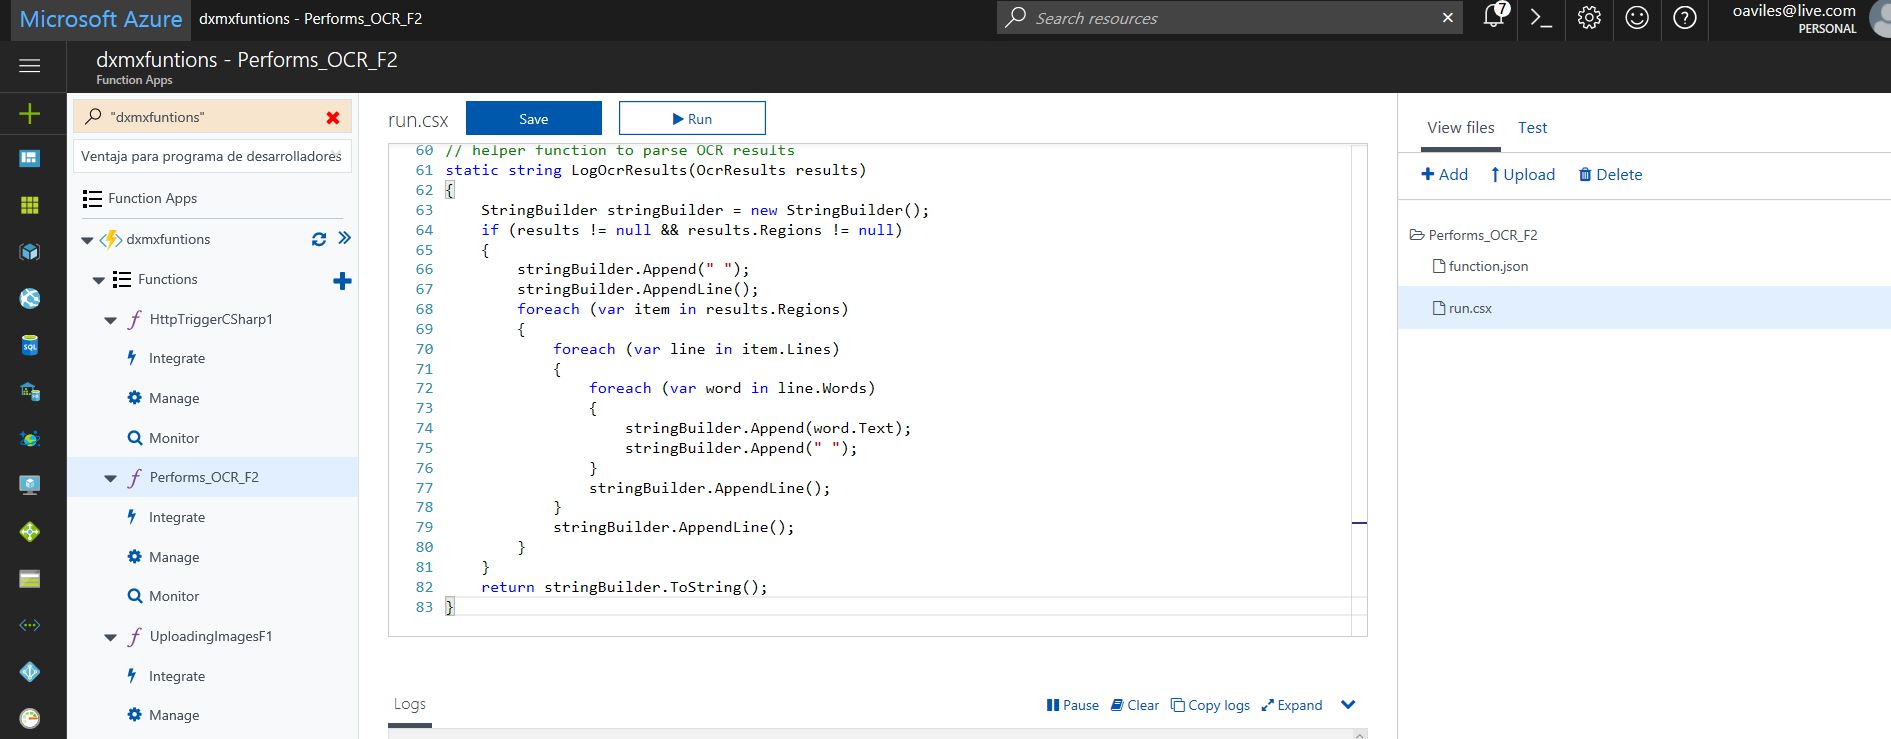 Microsoft Azure dxmxfuntions - Performs_OCR_F2
Search resources
7
oaviles@live.com
PERSONAL
dxmxfuntions - Performs_OCR_F2
Function Apps
"dxmxfuntions"
Ventaja para programa de desarrolladores
Function Apps
dxmxfuntions
Functions
HttpTriggerCSharp1
Integrate
Manage
Monitor
Performs_OCR_F2
Integrate
Manage
Monitor
UploadingImagesF1
Integrate
Manage
SQL
run.csx
Save
Run
60 // helper function to parse OCR results
61 static string LogOcrResults(OcrResults results)
62 {
63     StringBuilder stringBuilder = new StringBuilder();
64     if (results != null && results.Regions != null)
65     {
66         stringBuilder.Append(" ");
67         stringBuilder.AppendLine();
68         foreach (var item in results.Regions)
69         {
70             foreach (var line in item.Lines)
71             {
72                 foreach (var word in line.Words)
73                 {
74                     stringBuilder.Append(word.Text);
75                     stringBuilder.Append(" ");
76                 }
77                 stringBuilder.AppendLine();
78             }
79             stringBuilder.AppendLine();
80         }
81     }
82     return stringBuilder.ToString();
83 }
Logs
Pause
Clear
Copy logs
Expand
View files
Test
Add
Upload
Delete
Performs_OCR_F2
function.json
run.csx